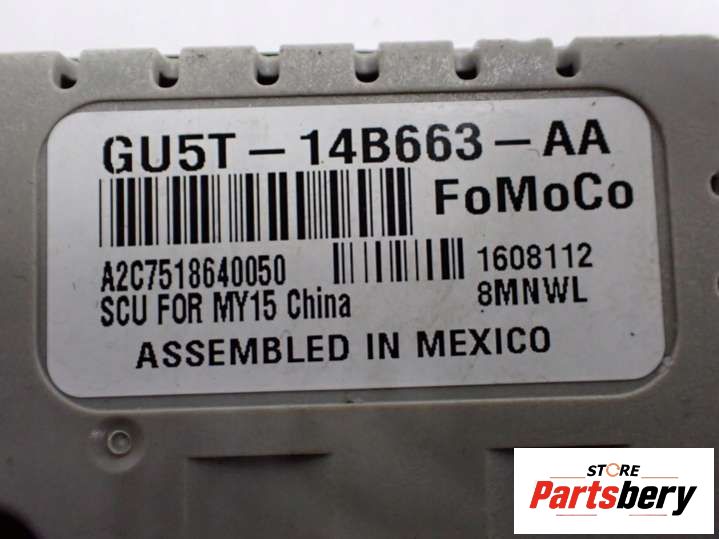 GU5T-14B663-AA
FoMoCo
A2C7518640050
1608112
SCU FOR MY15 China
8MNWL
ASSEMBLED IN MEXICO
STORE
Partsbery